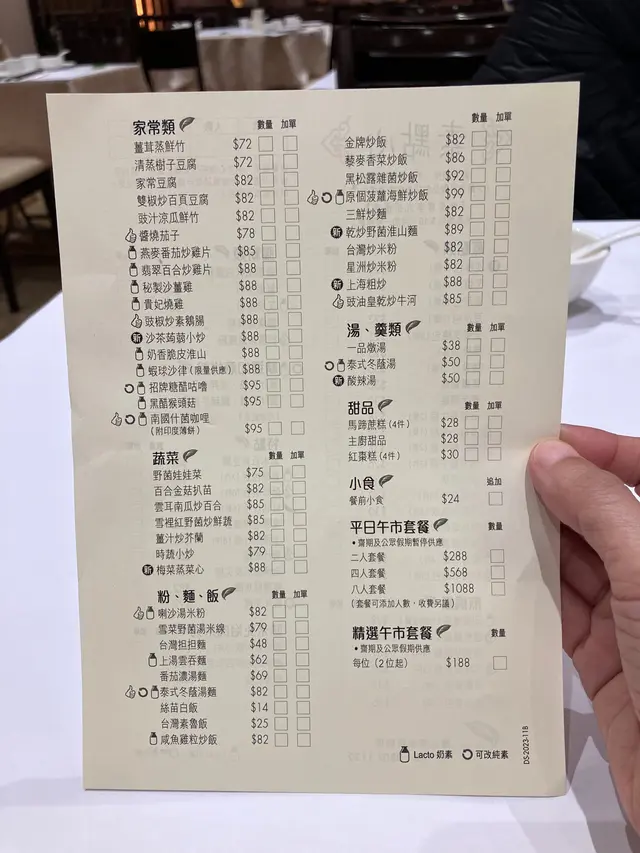 家常類 數量 加單
薑茸蒸鮮竹 $72
清蒸樹子豆腐 $72
家常豆腐 $82
雙椒炒百頁豆腐 $82
豉汁涼瓜鮮竹 $82
醬燒茄子 $78
燕麥番茄炒雞片 $85
翡翠百合炒雞片 $88
秘製沙薑雞 $88
貴妃燒雞 $88
豉椒炒素鵝腸 $88
新 沙茶蒟蒻小炒 $88
奶香脆皮淮山 $88
蝦球沙律 (限量供應) $88
招牌糖醋咕嚕 $95
黑醋猴頭菇 $95
南國什菌咖哩 $95
(附印度薄餅)
蔬菜 數量 加單
野菌娃娃菜 $75
百合金菇扒苗 $82
雲耳南瓜炒百合 $85
雪裡紅野菌炒鮮蔬 $85
薑汁炒芥蘭 $82
時蔬小炒 $79
新 梅菜蒸菜心 $88
粉、麵、飯 數量 加單
喇沙湯米粉 $82
雪菜野菌湯米線 $79
台灣担担麵 $48
上湯雲吞麵 $62
番茄濃湯麵 $69
泰式冬蔭湯麵 $82
絲苗白飯 $14
台灣素魯飯 $25
咸魚雞粒炒飯 $82
數量 加單
金牌炒飯 $82
藜麥香菜炒飯 $86
黑松露雜菌炒飯 $92
原個菠蘿海鮮炒飯 $99
三鮮炒麵 $82
新 乾炒野菌淮山麵 $89
台灣炒米粉 $82
星洲炒米粉 $82
新 上海粗炒 $88
豉油皇乾炒牛河 $85
湯、羹類 數量 加單
一品燉湯 $38
泰式冬蔭湯 $50
新 酸辣湯 $50
甜品 數量 加單
馬蹄蔗糕 (4件) $28
主廚甜品 $28
紅棗糕 (4件) $30
小食 追加
餐前小食 $24
平日午市套餐 數量
• 齋期及公眾假期暫停供應
二人套餐 $288
四人套餐 $568
八人套餐 $1088
(套餐可添加人數，收費另議)
精選午市套餐 數量
• 齋期及公眾假期供應
每位 (2位起) $188
Lacto 奶素 可改純素
DS-2023-11B